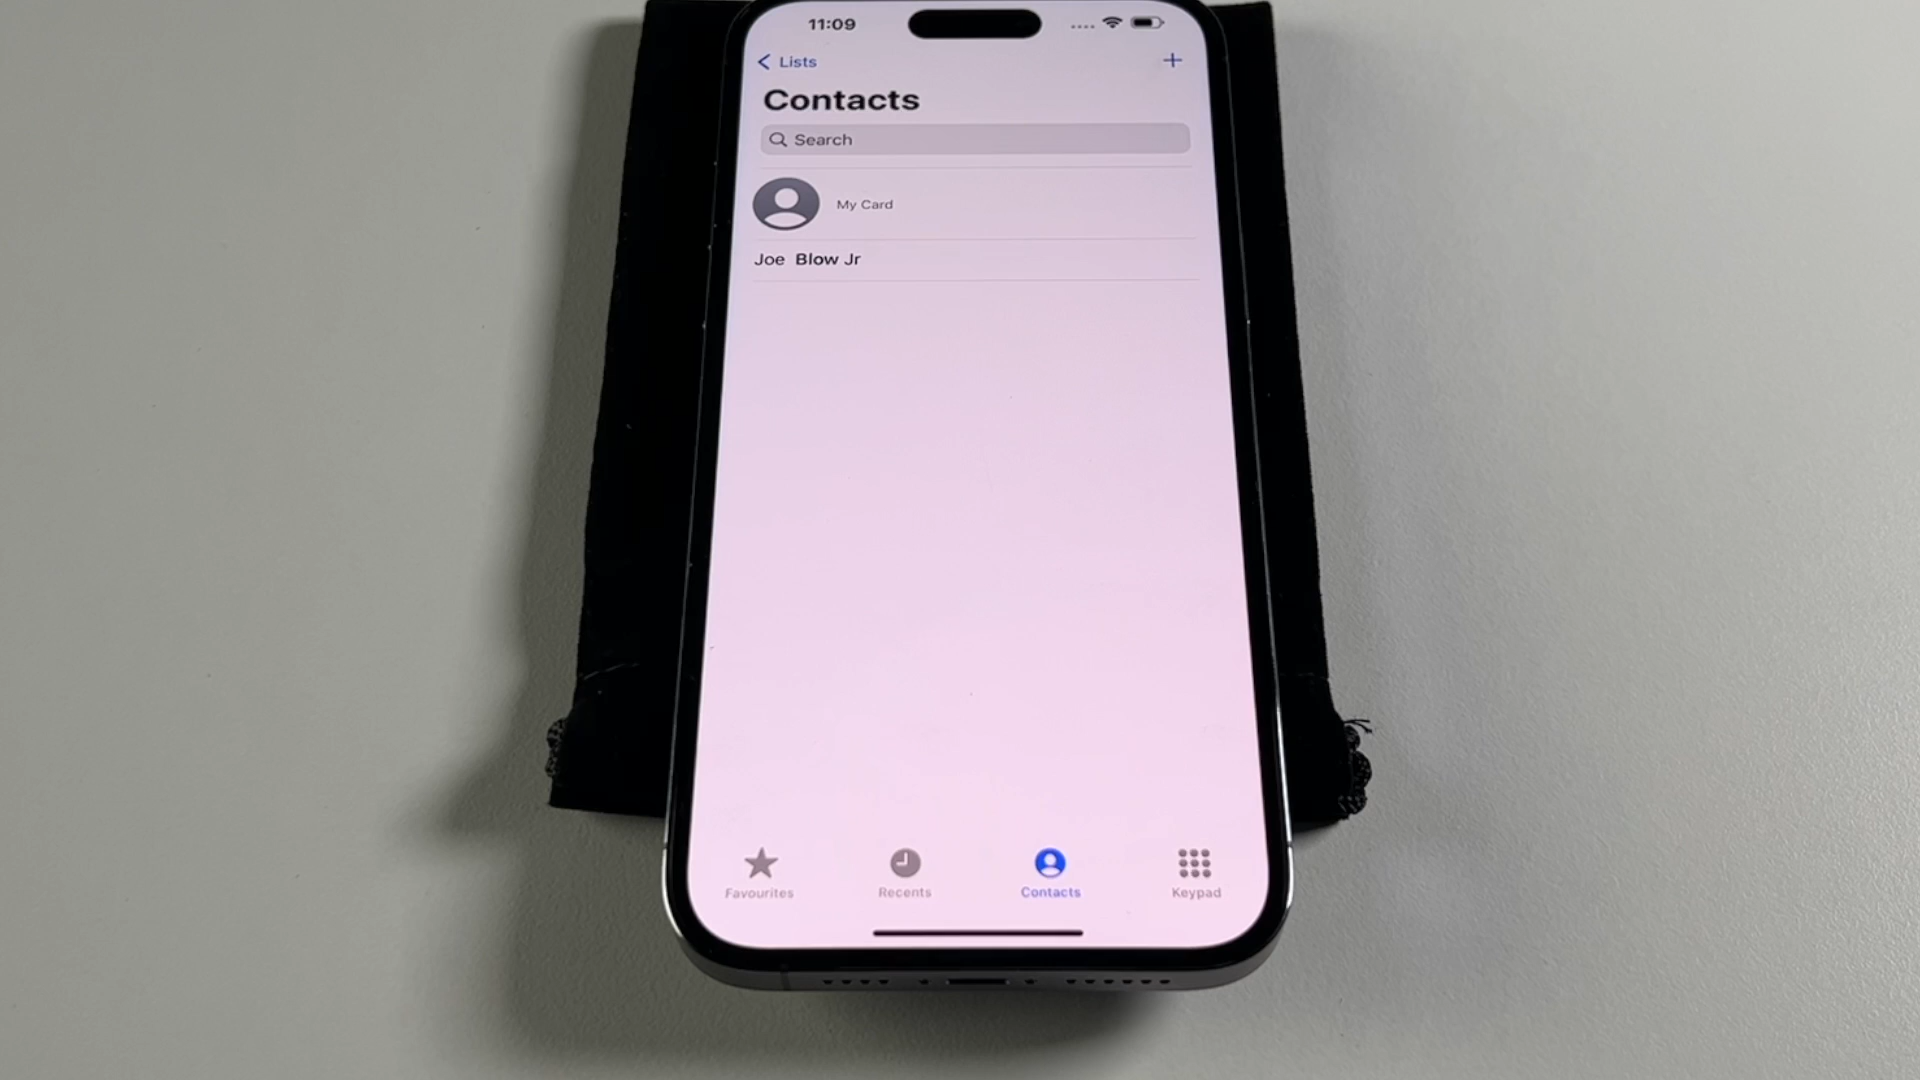 11:09
Lists
Contacts
Search
My Card
Joe Blow Jr
Favourites
Recents
Contacts
Keypad